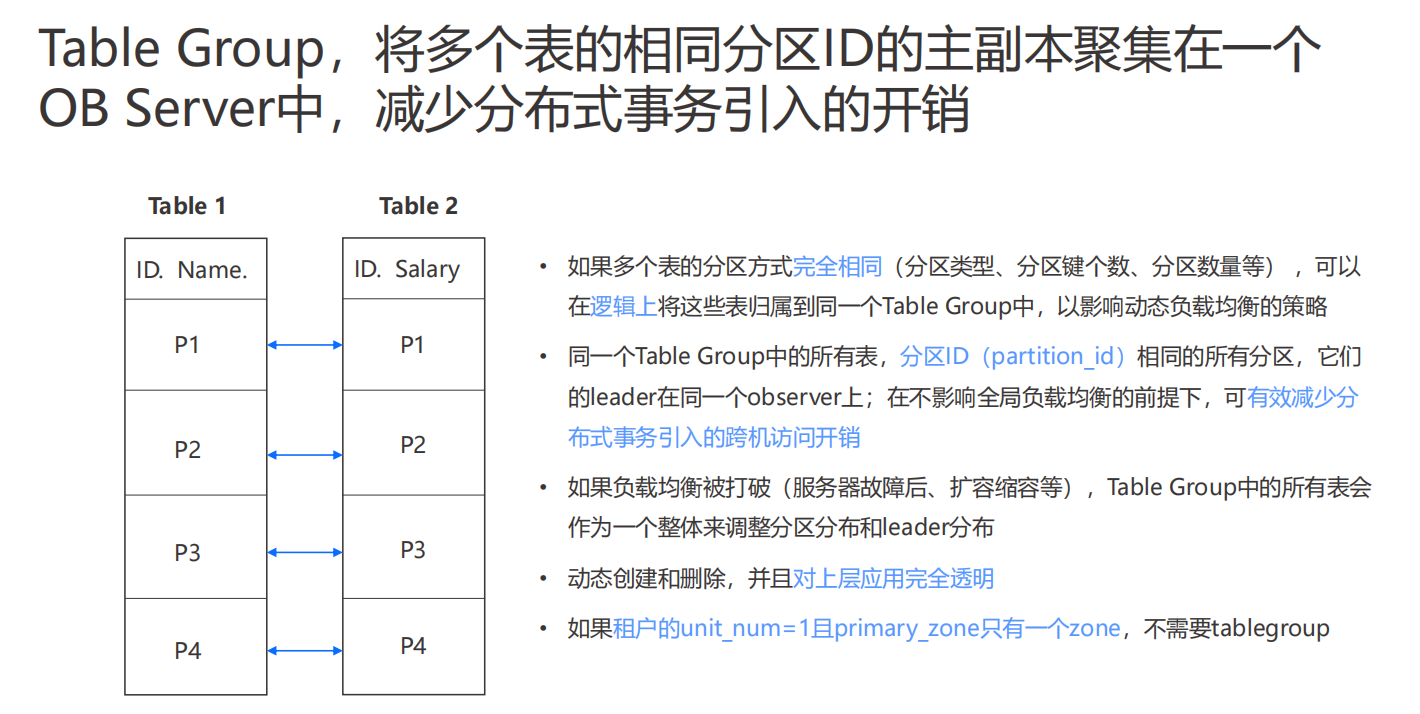 Table Group，将多个表的相同分区ID的主副本聚集在一个
OB Server中，减少分布式事务引入的开销
Table 1
ID. Name.
P1
P2
P3
P4
Table 2
ID. Salary
P1
P2
P3
P4
• 如果多个表的分区方式完全相同（分区类型、分区键个数、分区数量等），可以
在逻辑上将这些表归属到同一个Table Group中，以影响动态负载均衡的策略
• 同一个Table Group中的所有表，分区ID（partition_id）相同的所有分区，它们
的leader在同一个observer上；在不影响全局负载均衡的前提下，可有效减少分
布式事务引入的跨机访问开销
• 如果负载均衡被打破（服务器故障后、扩容缩容等），Table Group中的所有表会
作为一个整体来调整分区分布和leader分布
• 动态创建和删除，并且对上层应用完全透明
• 如果租户的unit_num=1且primary_zone只有一个zone，不需要tablegroup